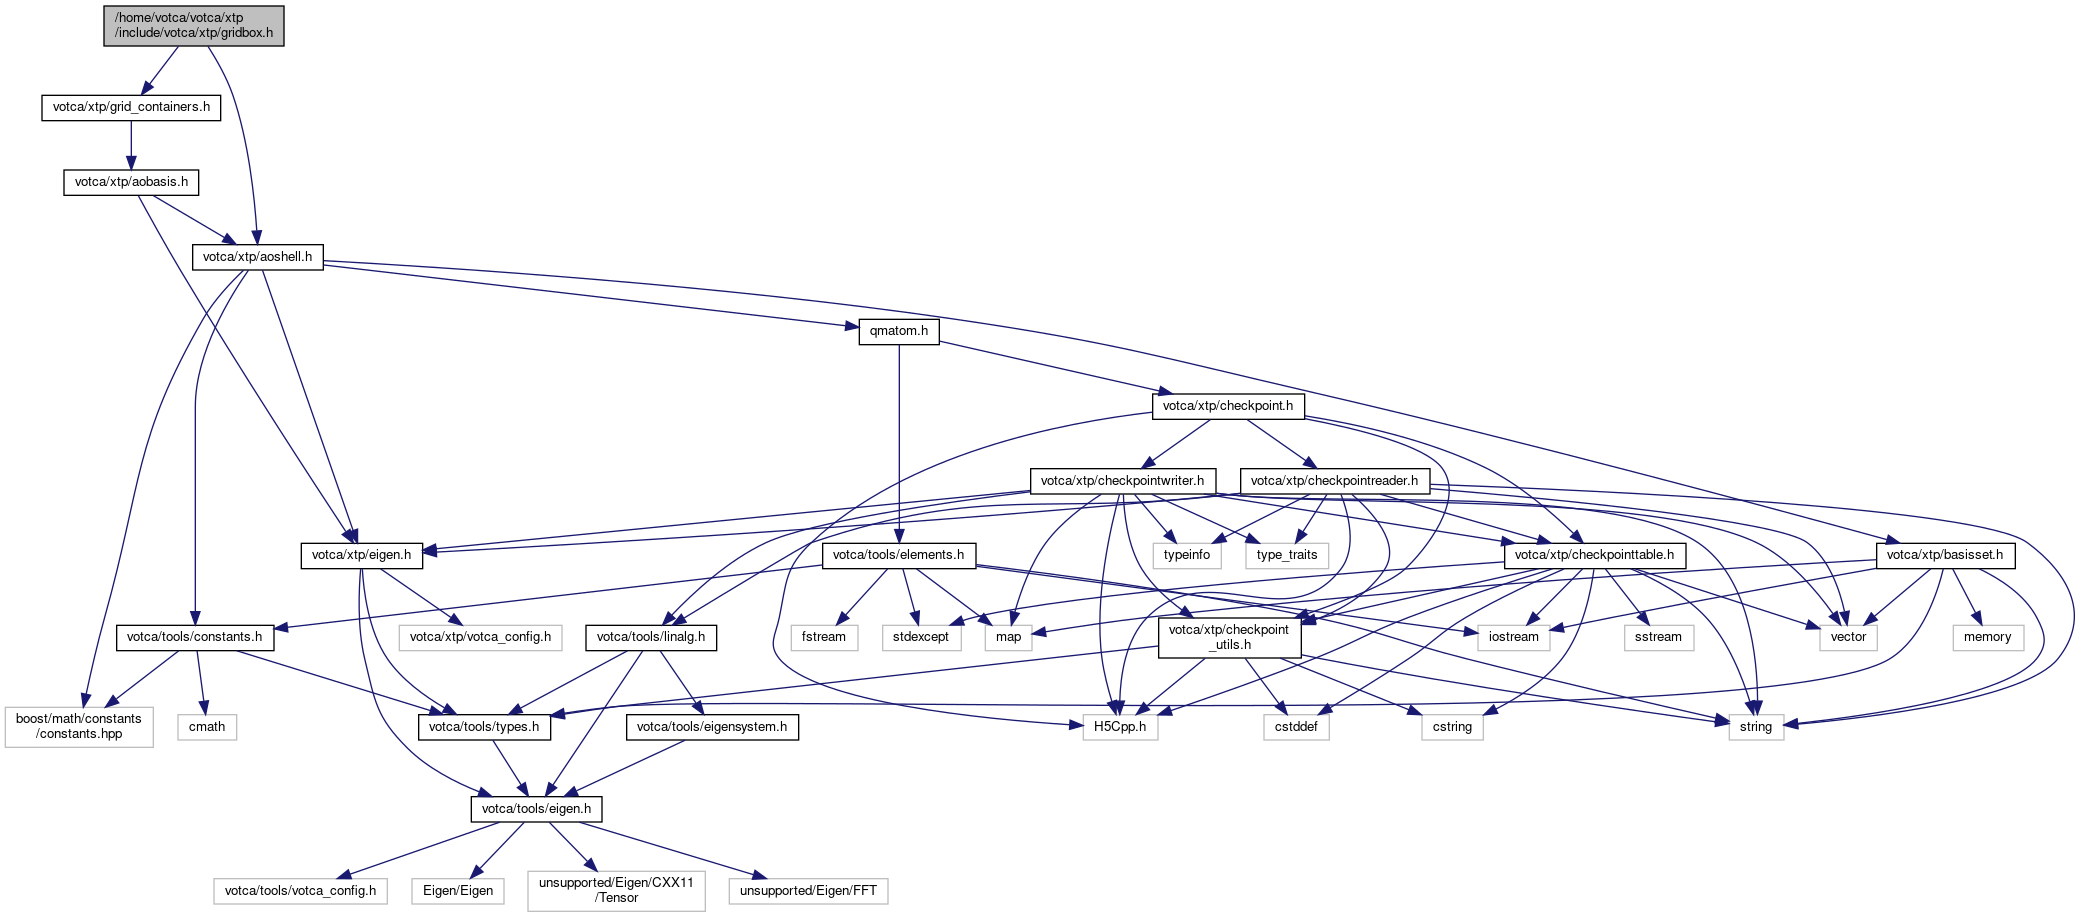 /home/votca/votca/xtp
/include/votca/xtp/gridbox.h
votca/xtp/grid_containers.h
votca/xtp/aobasis.h
votca/xtp/aoshell.h
qmatom.h
votca/xtp/checkpoint.h
votca/xtp/checkpointwriter.h
votca/xtp/checkpointreader.h
votca/xtp/eigen.h
votca/tools/elements.h
typeinfo
type_traits
votca/xtp/checkpointtable.h
votca/xtp/basisset.h
votca/tools/constants.h
votca/xtp/votca_config.h
votca/tools/linalg.h
fstream
stdexcept
map
votca/xtp/checkpoint
_utils.h
iostream
sstream
vector
memory
boost/math/constants
/constants.hpp
cmath
votca/tools/types.h
votca/tools/eigensystem.h
H5Cpp.h
cstddef
cstring
string
votca/tools/eigen.h
votca/tools/votca_config.h
Eigen/Eigen
unsupported/Eigen/CXX11
/Tensor
unsupported/Eigen/FFT